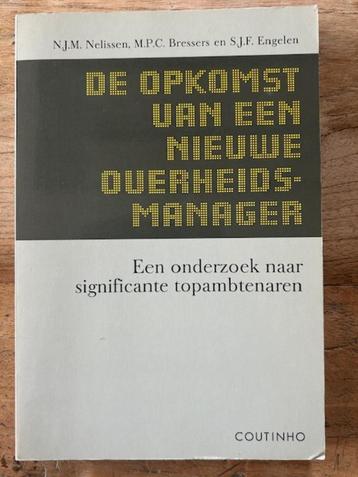 N.J.M. Nelissen, M.P.C. Bressers en S.J.F. Engelen
DE OPKOMST
VAN EEN
NIEUWE
OVERHEIDS-
MANAGER
Een onderzoek naar
significante topambtenaren
COUTINHO